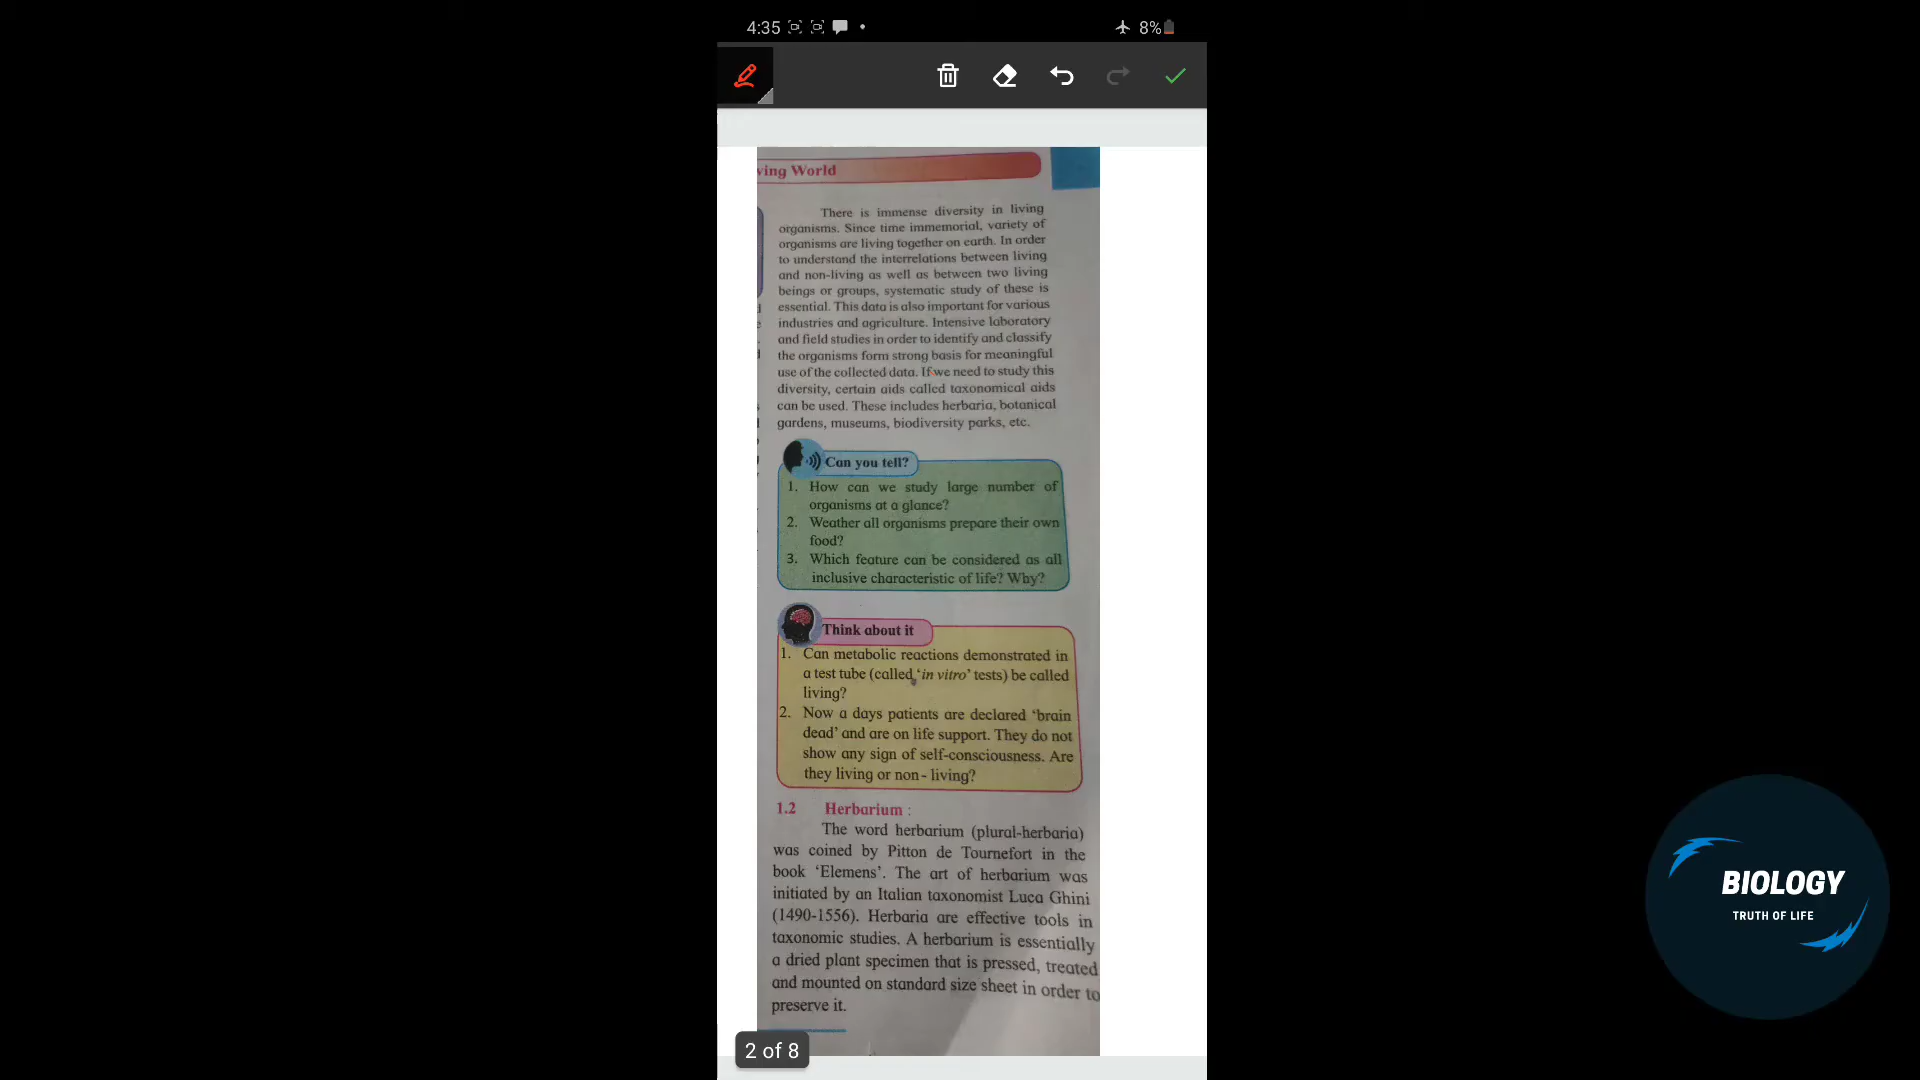 4:35
8%
ving World
There is immense diversity in living
organisms. Since time immemorial, variety of
organisms are living together on earth. In order
to understand the interrelations between living
and non-living as well as between two living
beings or groups, systematic study of these is
essential. This data is also important for various
industries and agriculture. Intensive laboratory
and field studies in order to identify and classify
the organisms form strong basis for meaningful
use of the collected data. If we need to study this
diversity, certain aids called taxonomical aids
can be used. These includes herbaria, botanical
gardens, museums, biodiversity parks, etc.
Can you tell?
1. How can we study large number of
organisms at a glance?
2. Weather all organisms prepare their own
food?
3. Which feature can be considered as all
inclusive characteristic of life? Why?
Think about it
1. Can metabolic reactions demonstrated in
a test tube (called ‘in vitro’ tests) be called
living?
2. Now a days patients are declared ‘brain
dead’ and are on life support. They do not
show any sign of self-consciousness. Are
they living or non - living?
1.2 Herbarium :
The word herbarium (plural-herbaria)
was coined by Pitton de Tournefort in the
book ‘Elemens’. The art of herbarium was
initiated by an Italian taxonomist Luca Ghini
(1490-1556). Herbaria are effective tools in
taxonomic studies. A herbarium is essentially
a dried plant specimen that is pressed, treated
and mounted on standard size sheet in order to
preserve it.
2 of 8
BIOLOGY
TRUTH OF LIFE